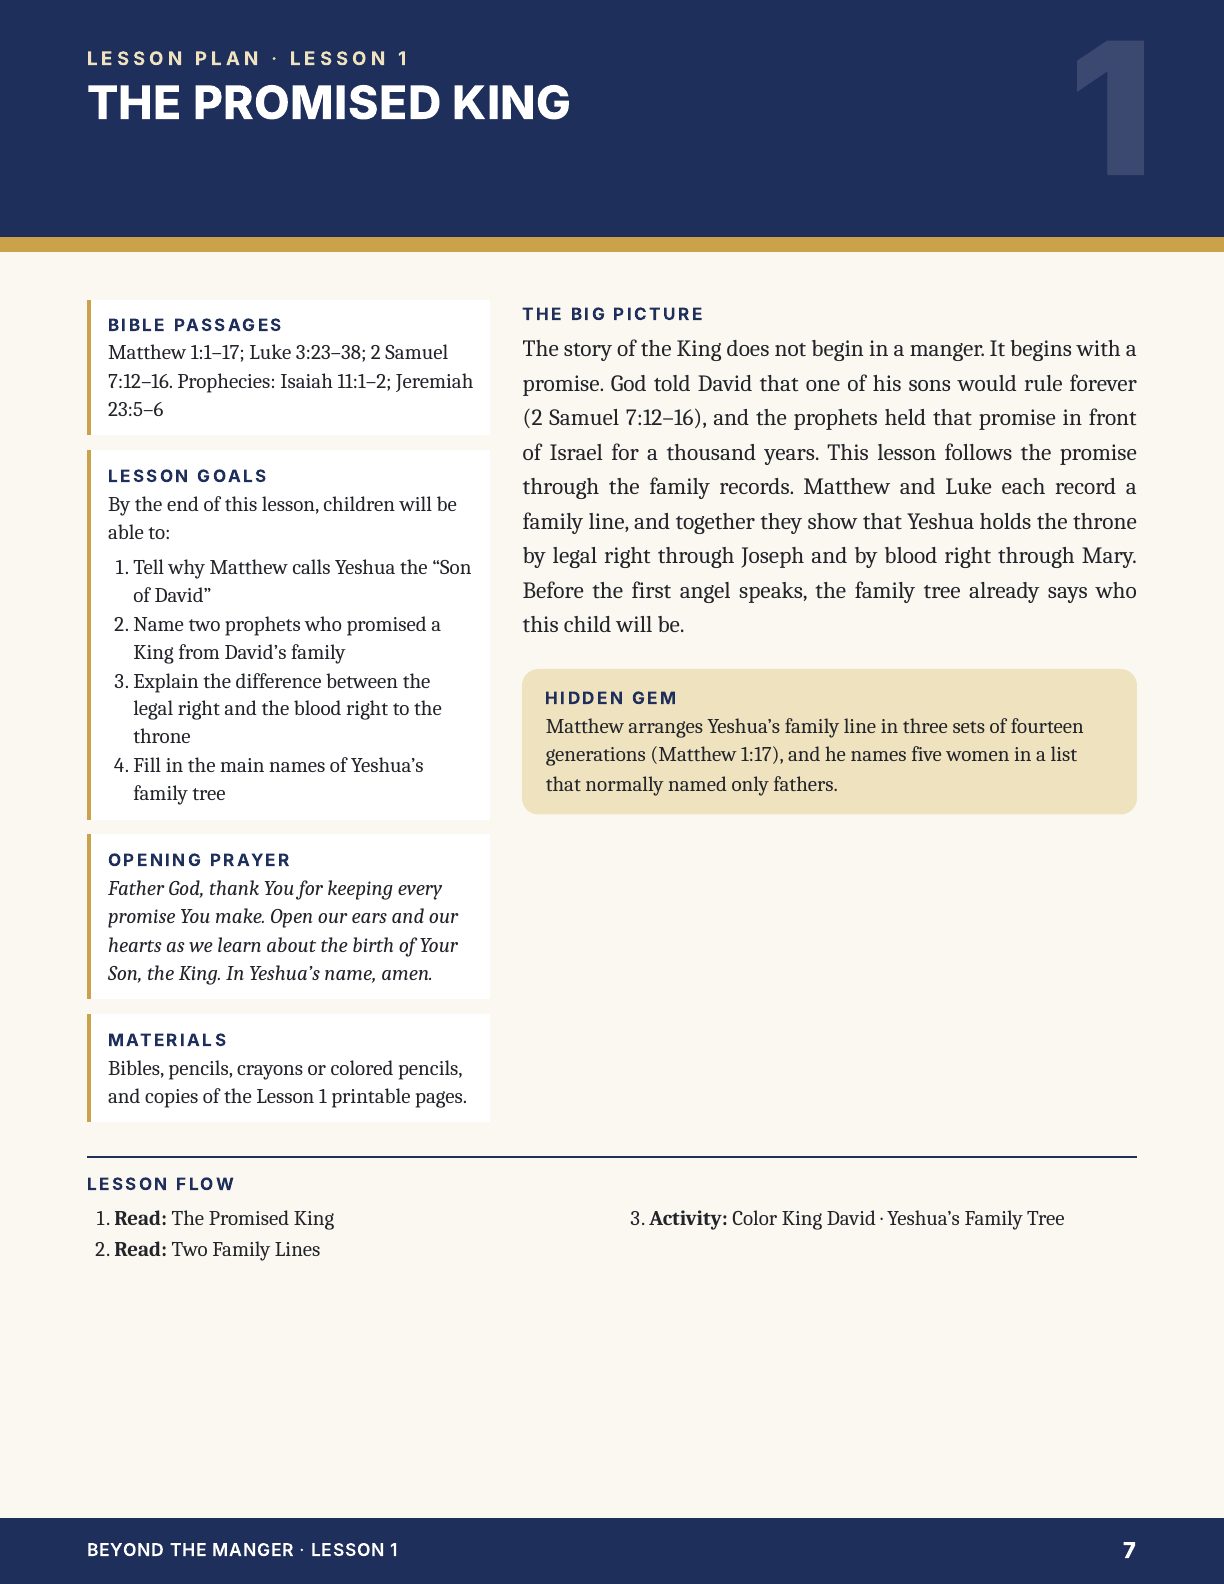 LESSON PLAN · LESSON 1
THE PROMISED KING
1
BIBLE PASSAGES
Matthew 1:1–17; Luke 3:23–38; 2 Samuel
7:12–16. Prophecies: Isaiah 11:1–2; Jeremiah
23:5–6
LESSON GOALS
By the end of this lesson, children will be
able to:
1. Tell why Matthew calls Yeshua the “Son
of David”
2. Name two prophets who promised a
King from David’s family
3. Explain the difference between the
legal right and the blood right to the
throne
4. Fill in the main names of Yeshua’s
family tree
OPENING PRAYER
Father God, thank You for keeping every
promise You make. Open our ears and our
hearts as we learn about the birth of Your
Son, the King. In Yeshua’s name, amen.
MATERIALS
Bibles, pencils, crayons or colored pencils,
and copies of the Lesson 1 printable pages.
THE BIG PICTURE
The story of the King does not begin in a manger. It begins with a
promise. God told David that one of his sons would rule forever
(2 Samuel 7:12–16), and the prophets held that promise in front
of Israel for a thousand years. This lesson follows the promise
through the family records. Matthew and Luke each record a
family line, and together they show that Yeshua holds the throne
by legal right through Joseph and by blood right through Mary.
Before the first angel speaks, the family tree already says who
this child will be.
HIDDEN GEM
Matthew arranges Yeshua’s family line in three sets of fourteen
generations (Matthew 1:17), and he names five women in a list
that normally named only fathers.
LESSON FLOW
1. Read: The Promised King
2. Read: Two Family Lines
3. Activity: Color King David · Yeshua’s Family Tree
BEYOND THE MANGER · LESSON 1
7